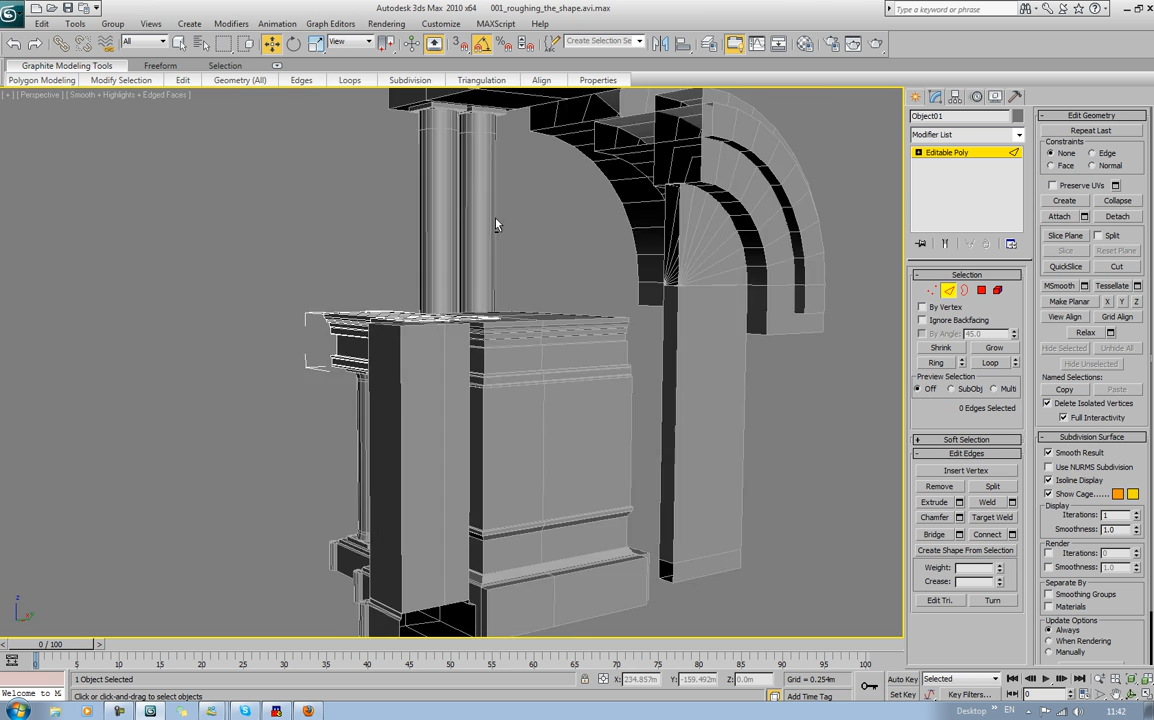 Autodesk 3ds Max 2010 x64 001_roughing_the_shape.avi.max
Type a keyword or phrase
Edit Tools Group Views Create Modifiers Animation Graph Editors Rendering Customize MAXScript Help
All View Create Selection Se
Graphite Modeling Tools Freeform Selection
Polygon Modeling Modify Selection Edit Geometry (All) Edges Loops Subdivision Triangulation Align Properties
[ + ] [ Perspective ] [ Smooth + Highlights + Edged Faces ]
Object01
Modifier List
Editable Poly
Selection
By Vertex
Ignore Backfacing
By Angle: 45.0
Shrink Grow
Ring Loop
Preview Selection
Off SubObj Multi
0 Edges Selected
Soft Selection
Edit Edges
Insert Vertex
Remove Split
Extrude Weld
Chamfer Target Weld
Bridge Connect
Create Shape From Selection
Weight:
Crease:
Edit Tri. Turn
Edit Geometry
Repeat Last
Constraints
None Edge
Face Normal
Preserve UVs
Create Collapse
Attach Detach
Slice Plane Split
Slice Reset Plane
QuickSlice Cut
MSmooth Tessellate
Make Planar X Y Z
View Align Grid Align
Relax
Hide Selected Unhide All
Hide Unselected
Named Selections:
Copy Paste
Delete Isolated Vertices
Full Interactivity
Subdivision Surface
Smooth Result
Use NURMS Subdivision
Isoline Display
Show Cage......
Display
Iterations: 1
Smoothness: 1.0
Render
Iterations: 0
Smoothness: 1.0
Separate By
Smoothing Groups
Materials
Update Options
Always
When Rendering
Manually
z
0 / 100
0 5 10 15 20 25 30 35 40 45 50 55 60 65 70 75 80 85 90 95 100
1 Object Selected X: 234.857m Y: -159.492m Z: 0.0m Grid = 0.254m Auto Key Selected
Welcome to M Click or click-and-drag to select objects Add Time Tag Set Key Key Filters... 0
Desktop EN 11:42